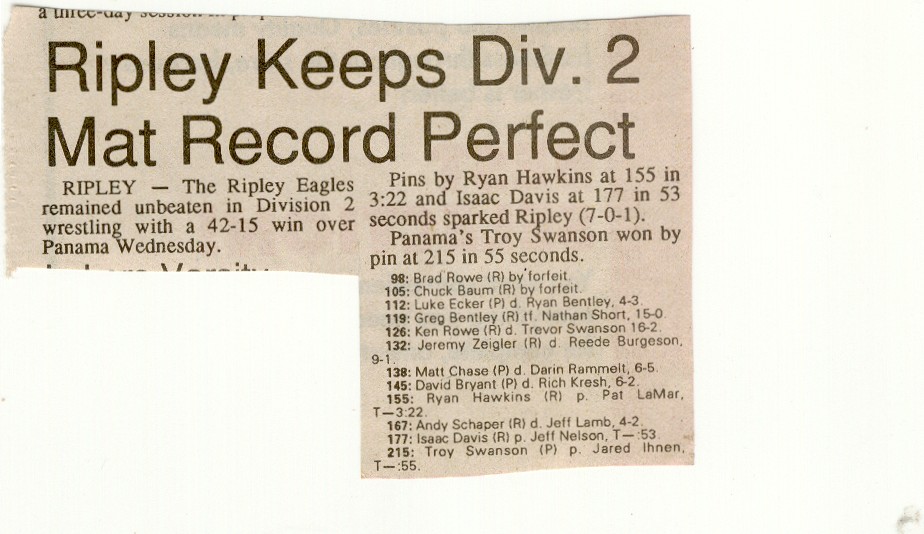 a three-day session in
Ripley Keeps Div. 2
Mat Record Perfect
RIPLEY — The Ripley Eagles
remained unbeaten in Division 2
wrestling with a 42-15 win over
Panama Wednesday.
Varsity
Pins by Ryan Hawkins at 155 in
3:22 and Isaac Davis at 177 in 53
seconds sparked Ripley (7-0-1).
Panama's Troy Swanson won by
pin at 215 in 55 seconds.
98: Brad Rowe (R) by forfeit.
105: Chuck Baum (R) by forfeit.
112: Luke Ecker (P) d. Ryan Bentley, 4-3.
119: Greg Bentley (R) tf. Nathan Short, 15-0.
126: Ken Rowe (R) d. Trevor Swanson 16-2.
132: Jeremy Zeigler (R) d. Reede Burgeson,
9-1.
138: Matt Chase (P) d. Darin Rammelt, 6-5.
145: David Bryant (P) d. Rich Kresh, 6-2.
155: Ryan Hawkins (R) p. Pat LaMar,
T—3:22.
167: Andy Schaper (R) d. Jeff Lamb, 4-2.
177: Isaac Davis (R) p. Jeff Nelson, T—:53.
215: Troy Swanson (P) p. Jared Ihnen,
T—:55.